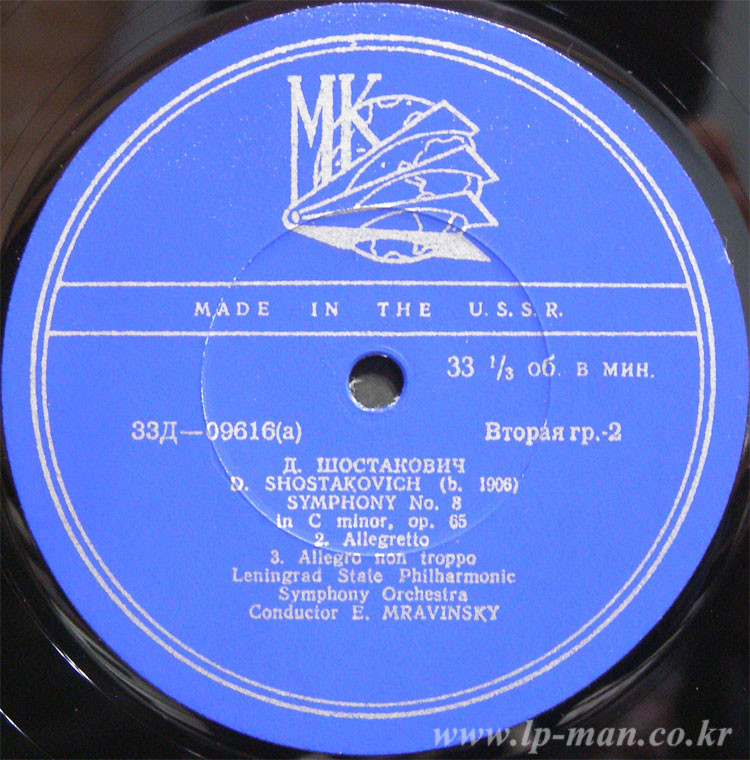 МК
MADE IN THE U.S.S.R.
33 ⅓ об. в мин.
33Д—09616(а)
Вторая гр.-2
Д. ШОСТАКОВИЧ
D. SHOSTAKOVICH (b. 1906)
SYMPHONY No. 8
in C minor, op. 65
2. Allegretto
3. Allegro non troppo
Leningrad State Philharmonic
Symphony Orchestra
Conductor E. MRAVINSKY
www.lp-man.co.kr